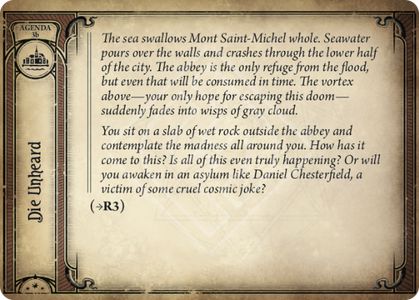 AGENDA
3b
Die Unheard
The sea swallows Mont Saint-Michel whole. Seawater
pours over the walls and crashes through the lower half
of the city. The abbey is the only refuge from the flood,
but even that will be consumed in time. The vortex
above—your only hope for escaping this doom—
suddenly fades into wisps of gray cloud.
You sit on a slab of wet rock outside the abbey and
contemplate the madness all around you. How has it
come to this? Is all of this even truly happening? Or will
you awaken in an asylum like Daniel Chesterfield, a
victim of some cruel cosmic joke?
(→R3)